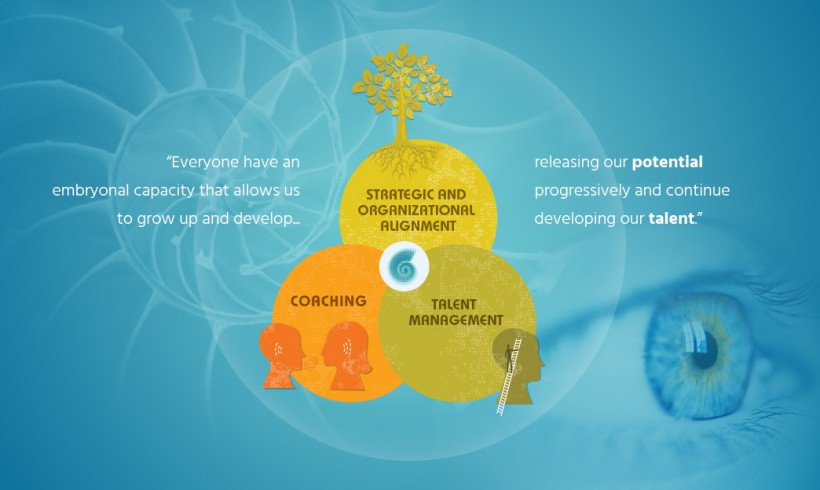 “Everyone have an
embryonal capacity that allows us
to grow up and develop...
releasing our potential
progressively and continue
developing our talent.”
STRATEGIC AND
ORGANIZATIONAL
ALIGNMENT
COACHING
TALENT
MANAGEMENT